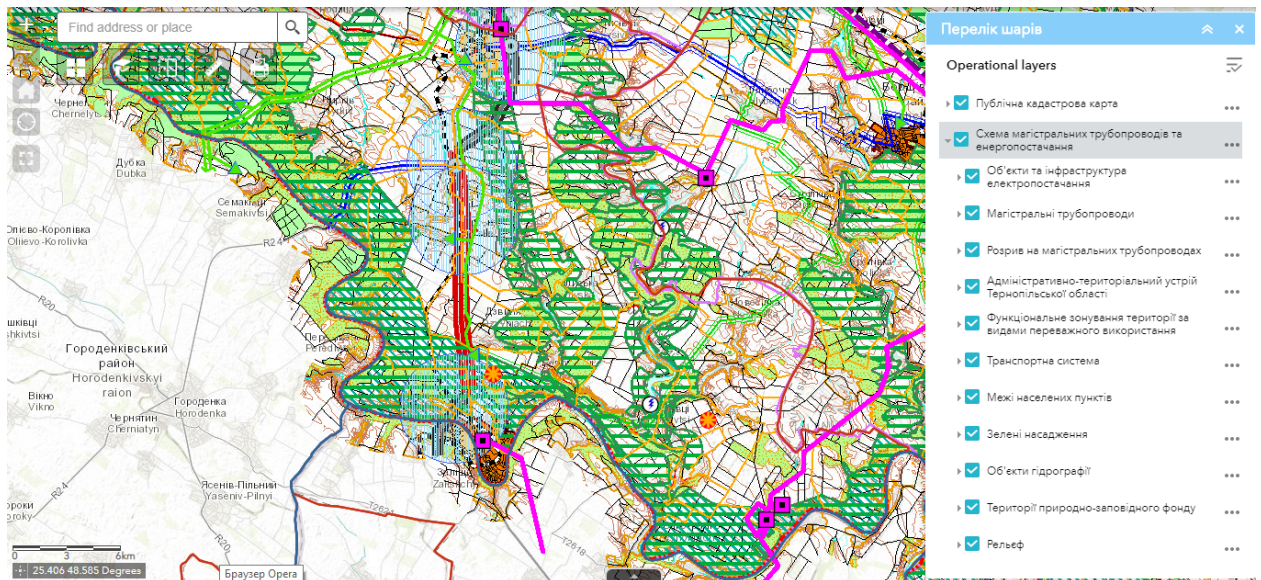 Find address or place
Перелік шарів
Operational layers
Публічна кадастрова карта
Схема магістральних трубопроводів та
енергопостачання
Об'єкти та інфраструктура
електропостачання
Магістральні трубопроводи
Розрив на магістральних трубопроводах
Адміністративно-територіальний устрій
Тернопільської області
Функціональне зонування території за
видами переважного використання
Транспортна система
Межі населених пунктів
Зелені насадження
Об'єкти гідрографії
Території природно-заповідного фонду
Рельєф
Дубка
Dubka
Semakivtsi
R24
Oliievo-Korolivka
R20
Городенківський
район
Horodenkivskyi
raion
Вікно
Vikno
Городенка
Horodenka
Чернятин
Cherniatyn
Ясенів-Пільний
Yaseniv-Pilnyi
R24
R20
T2621
T2618
0 3 6km
25.406 48.585 Degrees
Браузер Opera